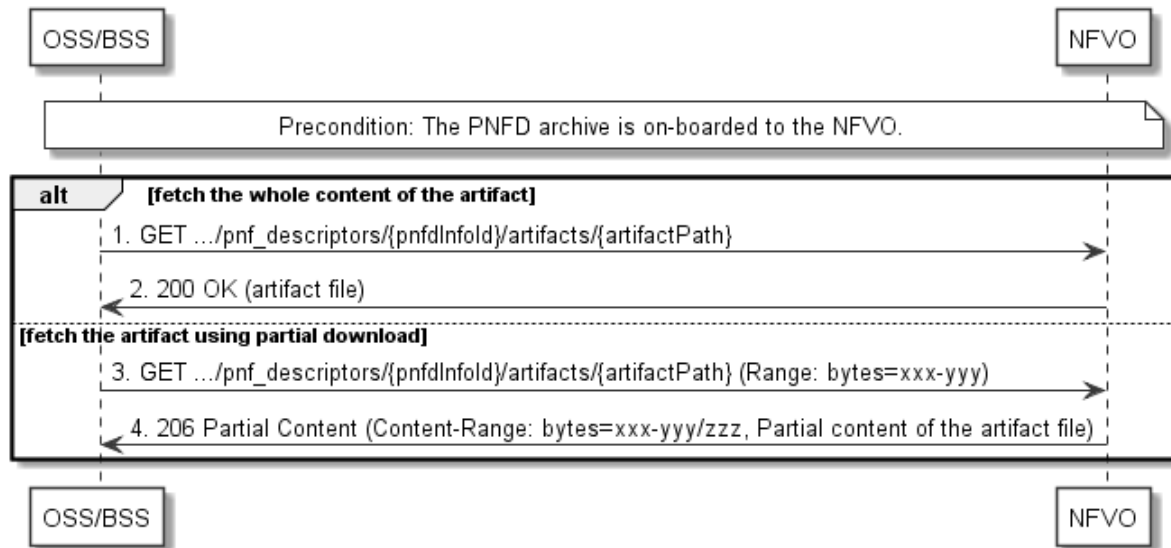 OSS/BSS
NFVO
Precondition: The PNFD archive is on-boarded to the NFVO.
alt
[fetch the whole content of the artifact]
1. GET .../pnf_descriptors/{pnfdInfoId}/artifacts/{artifactPath}
2. 200 OK (artifact file)
[fetch the artifact using partial download]
3. GET .../pnf_descriptors/{pnfdInfoId}/artifacts/{artifactPath} (Range: bytes=xxx-yyy)
4. 206 Partial Content (Content-Range: bytes=xxx-yyy/zzz, Partial content of the artifact file)
OSS/BSS
NFVO